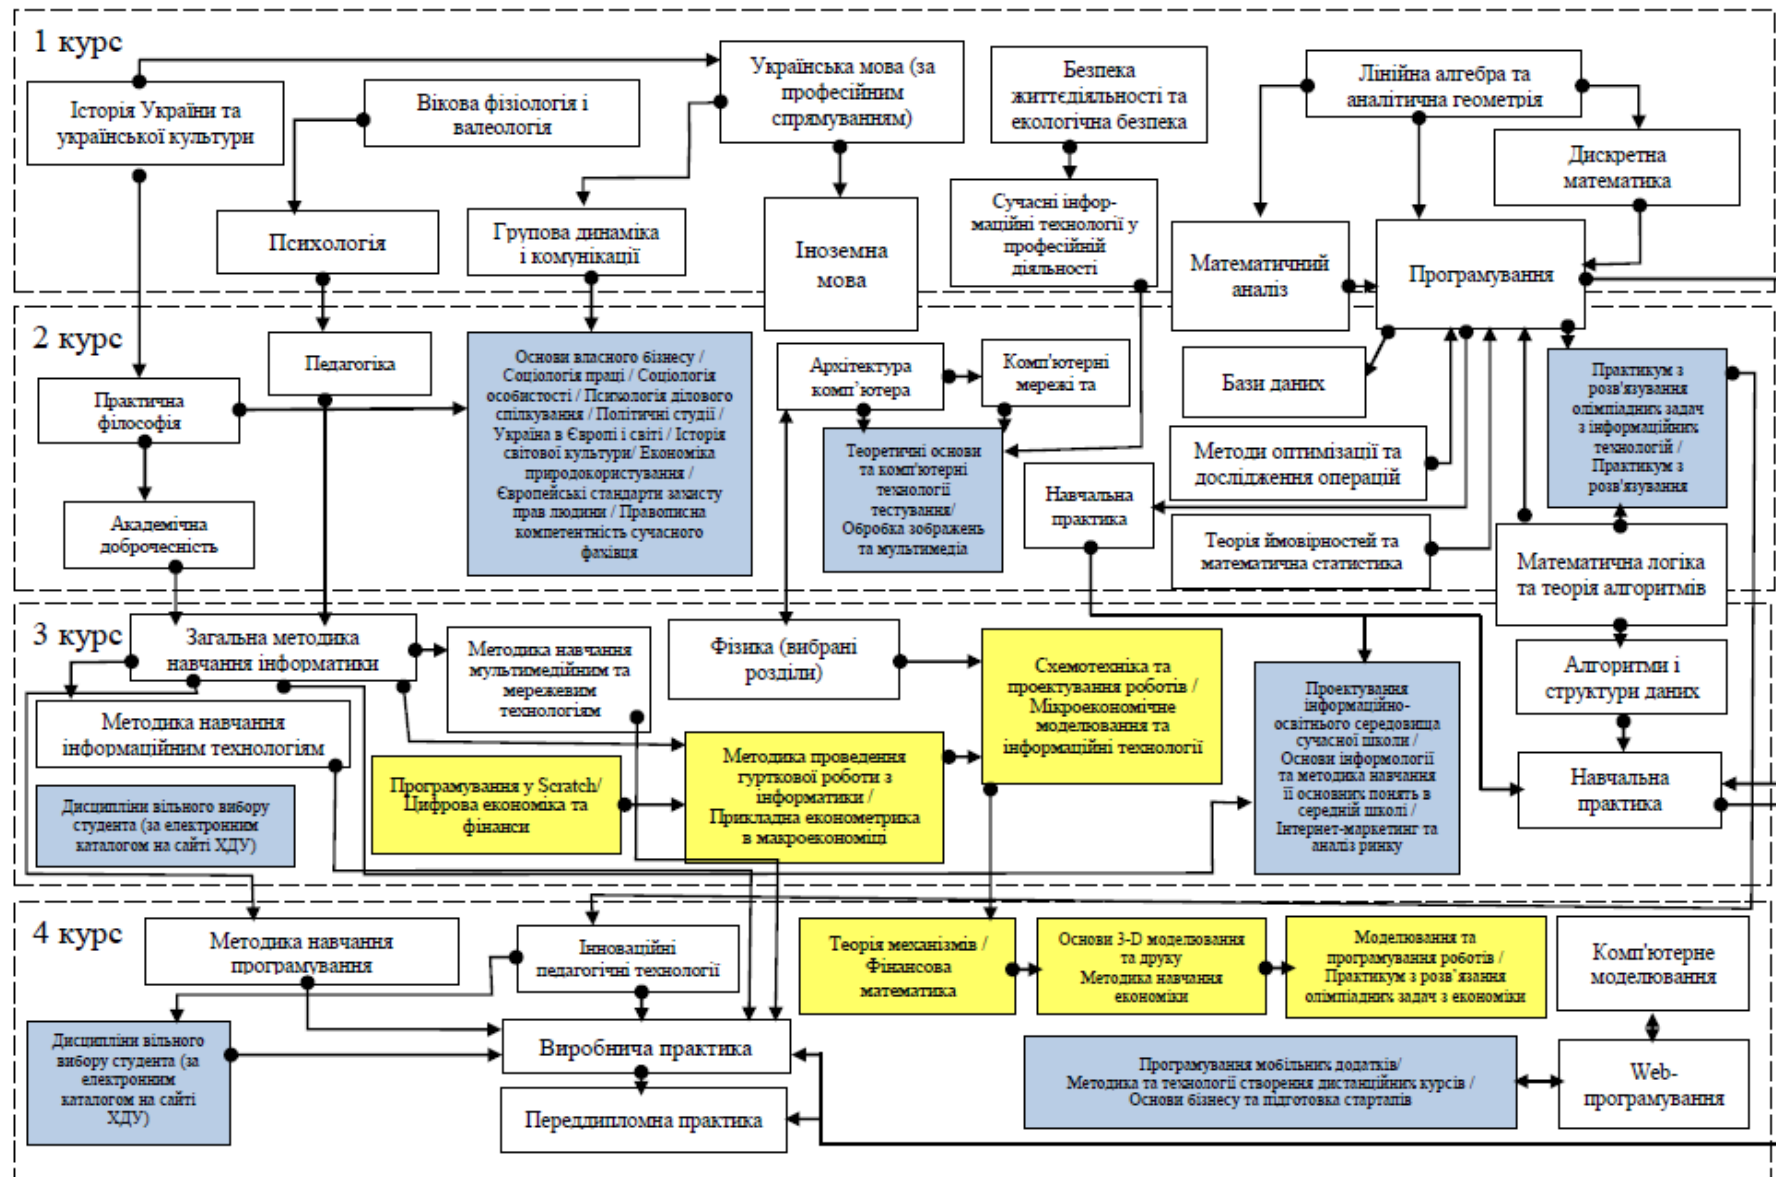 1 курс
Історія України та
української культури
Вікова фізіологія і
валеологія
Українська мова (за
професійним
спрямуванням)
Безпека
життєдіяльності та
екологічна безпека
Лінійна алгебра та
аналітична геометрія
Дискретна
математика
Психологія
Групова динаміка
і комунікації
Іноземна
мова
Сучасні інфор-
маційні технології у
професійній
діяльності
Математичний
аналіз
Програмування
2 курс
Практична
філософія
Педагогіка
Основи власного бізнесу /
Соціологія праці / Соціологія
особистості / Психологія ділового
спілкування / Політичні студії /
Україна в Європі і світі / Історія
світової культури/ Економіка
природокористування /
Європейські стандарти захисту
прав людини / Правописна
компетентність сучасного
фахівця
Архітектура
комп’ютера
Комп'ютерні
мережі та
Бази даних
Практикум з
розв'язування
олімпіадних задач
з інформаційних
технологій /
Практикум з
розв'язування
Теоретичні основи
та комп'ютерні
технології
тестування/
Обробка зображень
та мультимедіа
Методи оптимізації та
дослідження операцій
Навчальна
практика
Академічна
доброчесність
Теорія ймовірностей та
математична статистика
Математична логіка
та теорія алгоритмів
3 курс
Загальна методика
навчання інформатики
Методика навчання
мультимедійним та
мережевим
технологіям
Фізика (вибрані
розділи)
Схемотехніка та
проектування роботів /
Мікроекономічне
моделювання та
інформаційні технології
Проектування
інформаційно-
освітнього середовища
сучасної школи /
Основи інформології
та методика навчання
її основних понять в
середній школі /
Інтернет-маркетинг та
аналіз ринку
Алгоритми і
структури даних
Методика навчання
інформаційним технологіям
Програмування у Scratch/
Цифрова економіка та
фінанси
Методика проведення
гурткової роботи з
інформатики /
Прикладна економетрика
в макроекономіці
Навчальна
практика
Дисципліни вільного вибору
студента (за електронним
каталогом на сайті ХДУ)
4 курс
Методика навчання
програмування
Інноваційні
педагогічні технології
Теорія механізмів /
Фінансова
математика
Основи 3-D моделювання
та друку
Методика навчання
економіки
Моделювання та
програмування роботів /
Практикум з розв’язання
олімпіадних задач з економіки
Комп'ютерне
моделювання
Дисципліни вільного
вибору студента (за
електронним
каталогом на сайті
ХДУ)
Виробнича практика
Програмування мобільних додатків/
Методика та технології створення дистанційних курсів /
Основи бізнесу та підготовка стартапів
Web-
програмування
Переддипломна практика